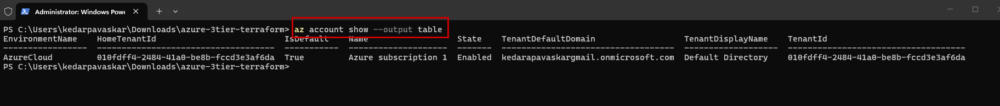 Administrator: Windows Powe
PS C:\Users\kedarpavaskar\Downloads\azure-3tier-terraform> az account show --output table
EnvironmentName HomeTenantId IsDefault Name State TenantDefaultDomain TenantDisplayName TenantId
----------------- ------------------------------------ ----------- -------------------- ------- ----------------------------------- ------------------- ------------------------------------
AzureCloud 010fdff4-2484-41a0-be8b-fccd3e3af6da True Azure subscription 1 Enabled kedarapavaskargmail.onmicrosoft.com Default Directory 010fdff4-2484-41a0-be8b-fccd3e3af6da
PS C:\Users\kedarpavaskar\Downloads\azure-3tier-terraform>